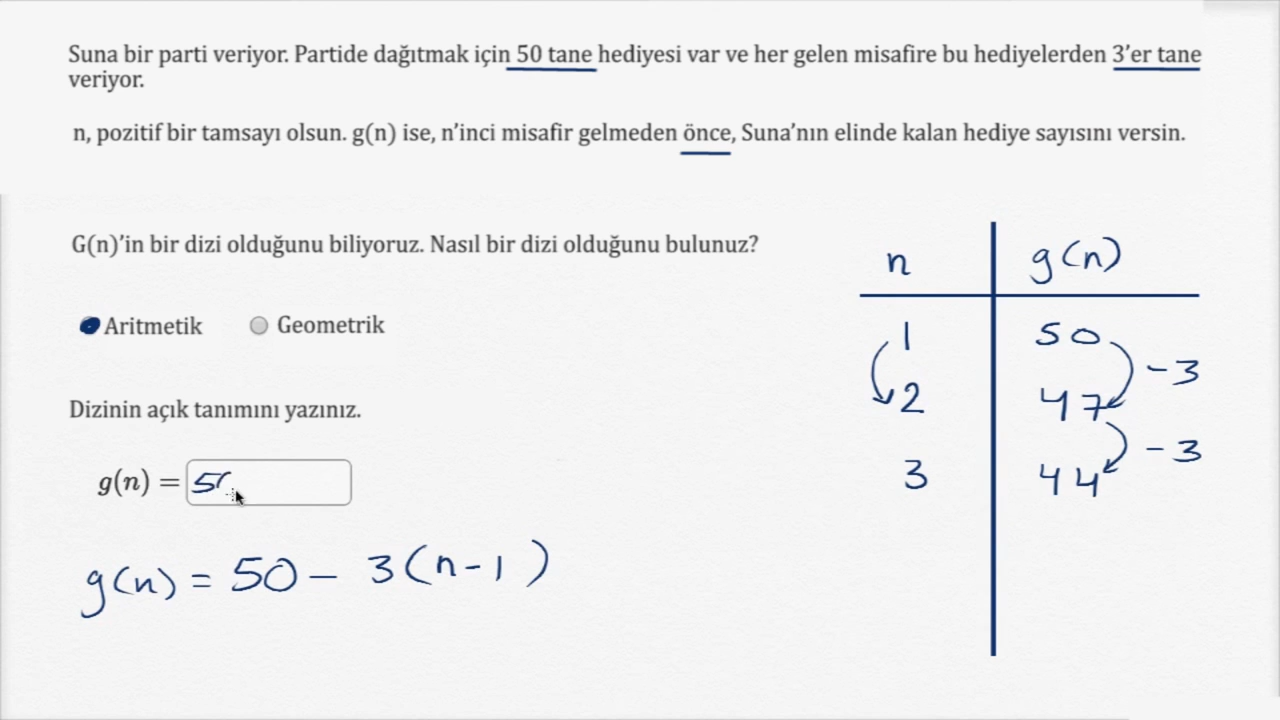 Suna bir parti veriyor. Partide dağıtmak için 50 tane hediyesi var ve her gelen misafire bu hediyelerden 3'er tane
veriyor.
n, pozitif bir tamsayı olsun. g(n) ise, n'inci misafir gelmeden önce, Suna'nın elinde kalan hediye sayısını versin.
G(n)'in bir dizi olduğunu biliyoruz. Nasıl bir dizi olduğunu bulunuz?
Aritmetik Geometrik
Dizinin açık tanımını yazınız.
g(n) = 50
g(n) = 50 - 3(n-1)
n g(n)
1 50
-3
2 47
-3
3 44